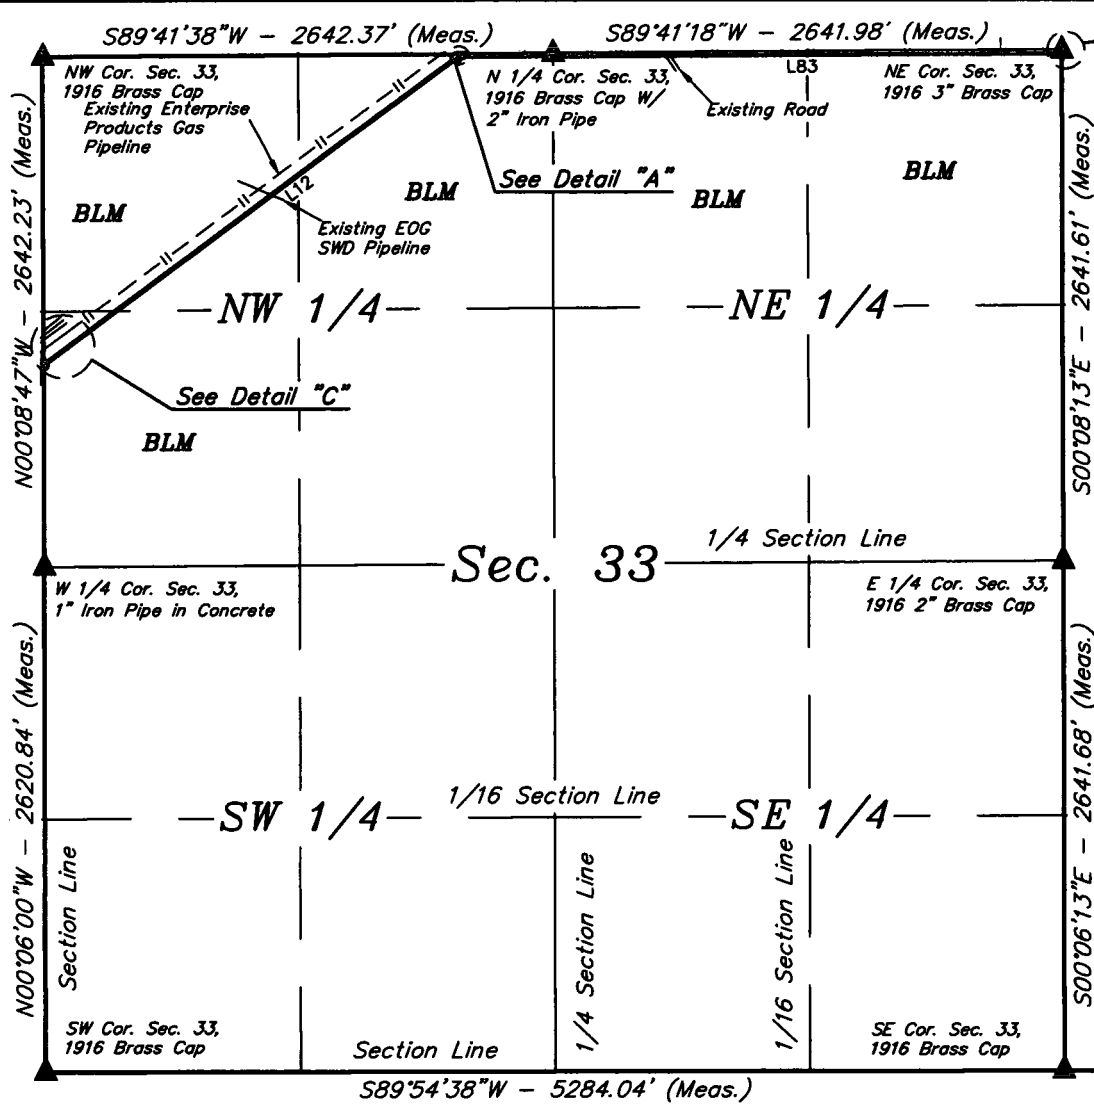 S89°41'38"W - 2642.37' (Meas.)
S89°41'18"W - 2641.98' (Meas.)
NW Cor. Sec. 33,
1916 Brass Cap
Existing Enterprise
Products Gas
Pipeline
N 1/4 Cor. Sec. 33,
1916 Brass Cap W/
2" Iron Pipe
L83
Existing Road
NE Cor. Sec. 33,
1916 3" Brass Cap
BLM
L12
BLM
See Detail "A"
BLM
BLM
Existing EOG
SWD Pipeline
N00°08'47"W - 2642.23' (Meas.)
S00°08'13"E - 2641.61' (Meas.)
NW 1/4
NE 1/4
See Detail "C"
BLM
1/4 Section Line
Sec. 33
W 1/4 Cor. Sec. 33,
1" Iron Pipe in Concrete
E 1/4 Cor. Sec. 33,
1916 2" Brass Cap
N00°06'00"W - 2620.84' (Meas.)
S00°06'13"E - 2641.68' (Meas.)
1/16 Section Line
SW 1/4
SE 1/4
Section Line
1/4 Section Line
1/16 Section Line
SW Cor. Sec. 33,
1916 Brass Cap
Section Line
SE Cor. Sec. 33,
1916 Brass Cap
S89°54'38"W - 5284.04' (Meas.)